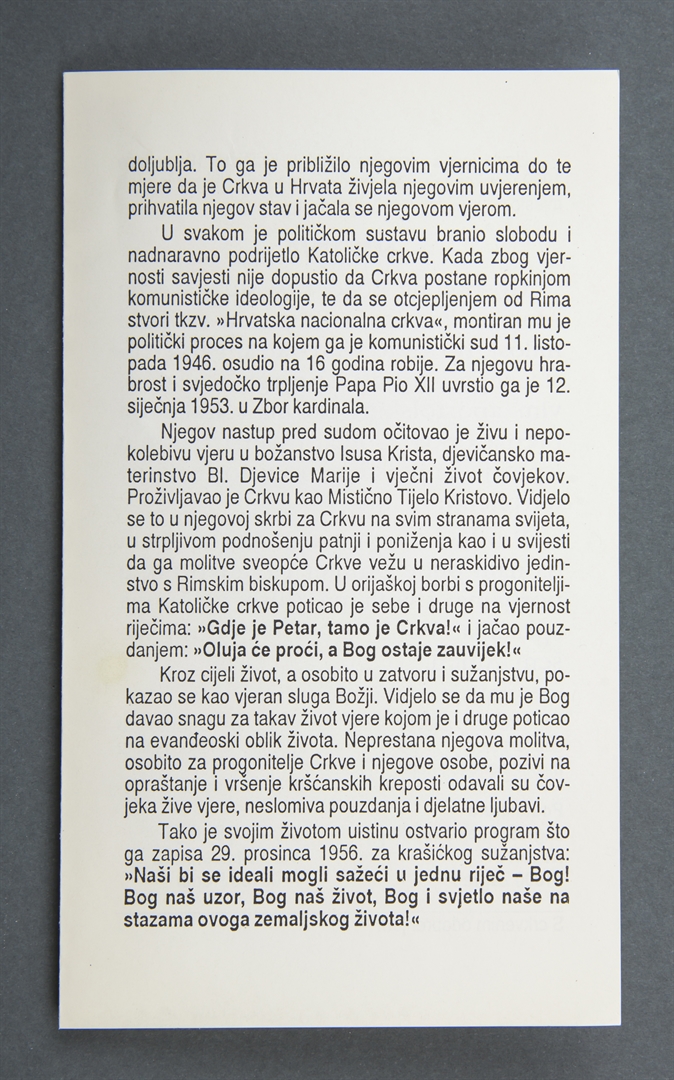 doljublja. To ga je približilo njegovim vjernicima do te
mjere da je Crkva u Hrvata živjela njegovim uvjerenjem,
prihvatila njegov stav i jačala se njegovom vjerom.
U svakom je političkom sustavu branio slobodu i
nadnaravno podrijetlo Katoličke crkve. Kada zbog vjer-
nosti savjesti nije dopustio da Crkva postane ropkinjom
komunističke ideologije, te da se otcjepljenjem od Rima
stvori tkzv. »Hrvatska nacionalna crkva«, montiran mu je
politički proces na kojem ga je komunistički sud 11. listo-
pada 1946. osudio na 16 godina robije. Za njegovu hra-
brost i svjedočko trpljenje Papa Pio XII uvrstio ga je 12.
siječnja 1953. u Zbor kardinala.
Njegov nastup pred sudom očitovao je živu i nepo-
kolebivu vjeru u božanstvo Isusa Krista, djevičansko ma-
terinstvo Bl. Djevice Marije i vječni život čovjekov.
Proživljavao je Crkvu kao Mistično Tijelo Kristovo. Vidjelo
se to u njegovoj skrbi za Crkvu na svim stranama svijeta,
u strpljivom podnošenju patnji i poniženja kao i u svijesti
da ga molitve sveopće Crkve vežu u neraskidivo jedin-
stvo s Rimskim biskupom. U orijaškoj borbi s progonitelji-
ma Katoličke crkve poticao je sebe i druge na vjernost
riječima: »Gdje je Petar, tamo je Crkva!« i jačao pouz-
danjem: »Oluja će proći, a Bog ostaje zauvijek!«
Kroz cijeli život, a osobito u zatvoru i sužanjstvu, po-
kazao se kao vjeran sluga Božji. Vidjelo se da mu je Bog
davao snagu za takav život vjere kojom je i druge poticao
na evanđeoski oblik života. Neprestana njegova molitva,
osobito za progonitelje Crkve i njegove osobe, pozivi na
opraštanje i vršenje kršćanskih kreposti odavali su čov-
jeka žive vjere, neslomiva pouzdanja i djelatne ljubavi.
Tako je svojim životom uistinu ostvario program što
ga zapisa 29. prosinca 1956. za krašićkog sužanjstva:
»Naši bi se ideali mogli sažeći u jednu riječ – Bog!
Bog naš uzor, Bog naš život, Bog i svjetlo naše na
stazama ovoga zemaljskog života!«